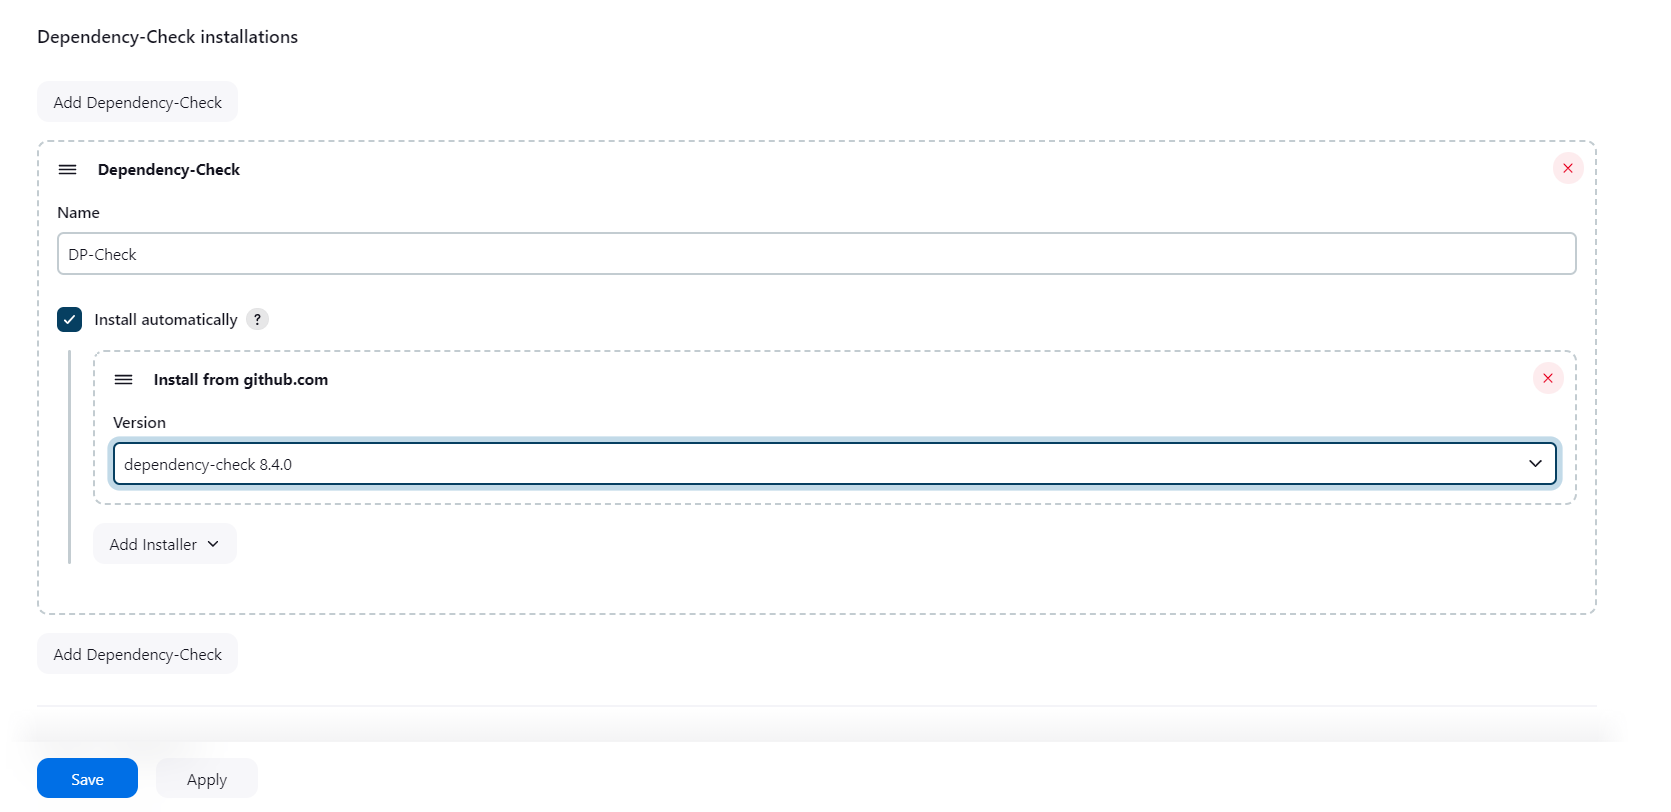 Dependency-Check installations
Add Dependency-Check
Dependency-Check
Name
DP-Check
Install automatically ?
Install from github.com
Version
dependency-check 8.4.0
Add Installer
Add Dependency-Check
Save Apply